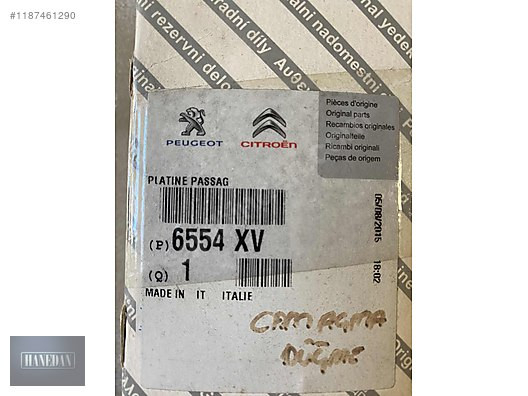 #1187461290
PEUGEOT
CITROËN
Pièces d'origine
Original parts
Recambios originales
Originalteile
Ricambi originali
Peças de origem
PLATINE PASSAG
(P) 6554 XV
(Q) 1
MADE IN IT ITALIE
05/08/2015 18:02
CAM AÇMA
DÜĞME
HANEDAN